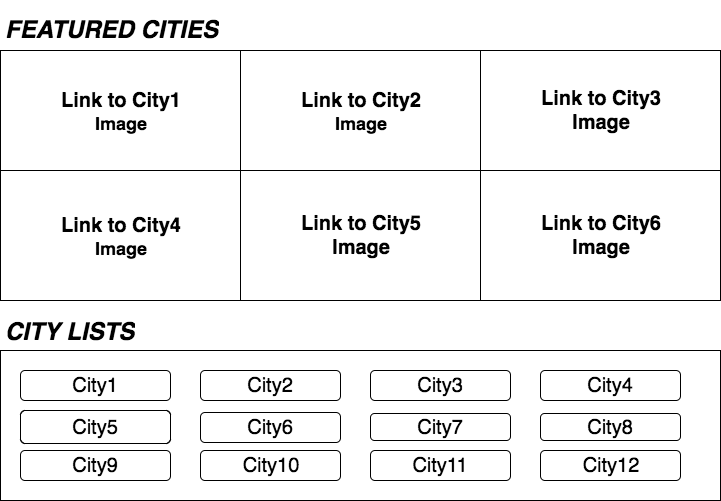 FEATURED CITIES
Link to City1
Image
Link to City2
Image
Link to City3
Image
Link to City4
Image
Link to City5
Image
Link to City6
Image
CITY LISTS
City1
City2
City3
City4
City5
City6
City7
City8
City9
City10
City11
City12